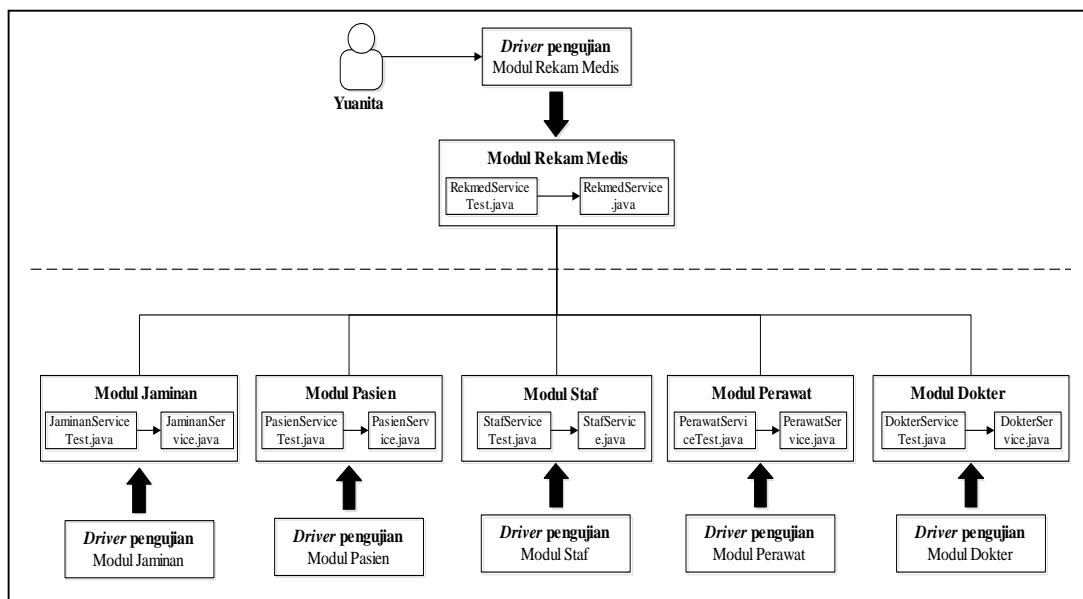 Driver pengujian
Modul Rekam Medis
Yuanita
Modul Rekam Medis
RekmedService
Test.java
RekmedService
.java
Modul Jaminan
JaminanService
Test.java
JaminanSer
vice.java
Modul Pasien
PasienService
Test.java
PasienServ
ice.java
Modul Staf
StafService
Test.java
StafServic
e.java
Modul Perawat
PerawatServi
ceTest.java
PerawatSer
vice.java
Modul Dokter
DokterService
Test.java
DokterSer
vice.java
Driver pengujian
Modul Jaminan
Driver pengujian
Modul Pasien
Driver pengujian
Modul Staf
Driver pengujian
Modul Perawat
Driver pengujian
Modul Dokter